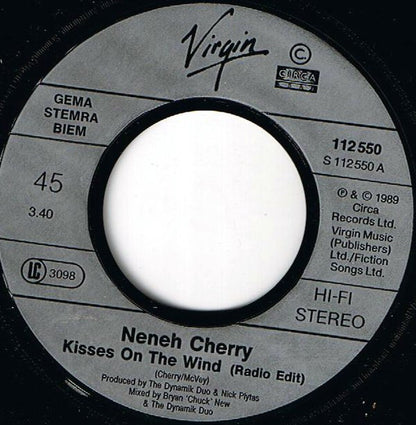 Virgin
©
CIRCA
GEMA
STEMRA
BIEM
112 550
S 112 550 A
45
3.40
℗ & © 1989
Circa
Records Ltd.
Virgin Music
(Publishers)
Ltd./Fiction
Songs Ltd.
LC 3098
HI-FI
STEREO
Neneh Cherry
Kisses On The Wind (Radio Edit)
(Cherry/McVey)
Produced by The Dynamik Duo & Nick Plytas
Mixed by Bryan 'Chuck' New
& The Dynamik Duo